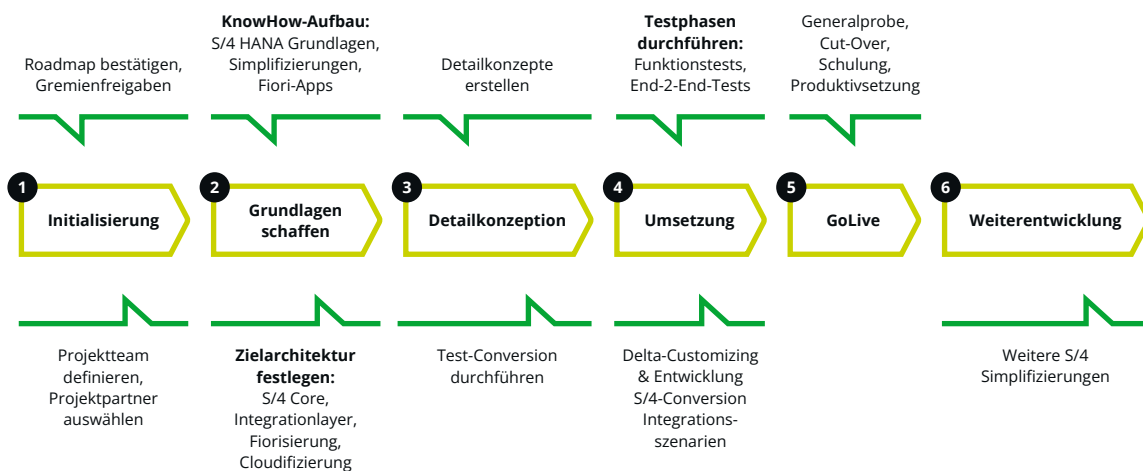 Roadmap bestätigen,
Gremienfreigaben
KnowHow-Aufbau:
S/4 HANA Grundlagen,
Simplifizierungen,
Fiori-Apps
Detailkonzepte
erstellen
Testphasen
durchführen:
Funktionstests,
End-2-End-Tests
Generalprobe,
Cut-Over,
Schulung,
Produktivsetzung
1
Initialisierung
2
Grundlagen
schaffen
3
Detailkonzeption
4
Umsetzung
5
GoLive
6
Weiterentwicklung
Projektteam
definieren,
Projektpartner
auswählen
Zielarchitektur
festlegen:
S/4 Core,
Integrationlayer,
Fiorisierung,
Cloudifizierung
Test-Conversion
durchführen
Delta-Customizing
& Entwicklung
S/4-Conversion
Integrations-
szenarien
Weitere S/4
Simplifizierungen